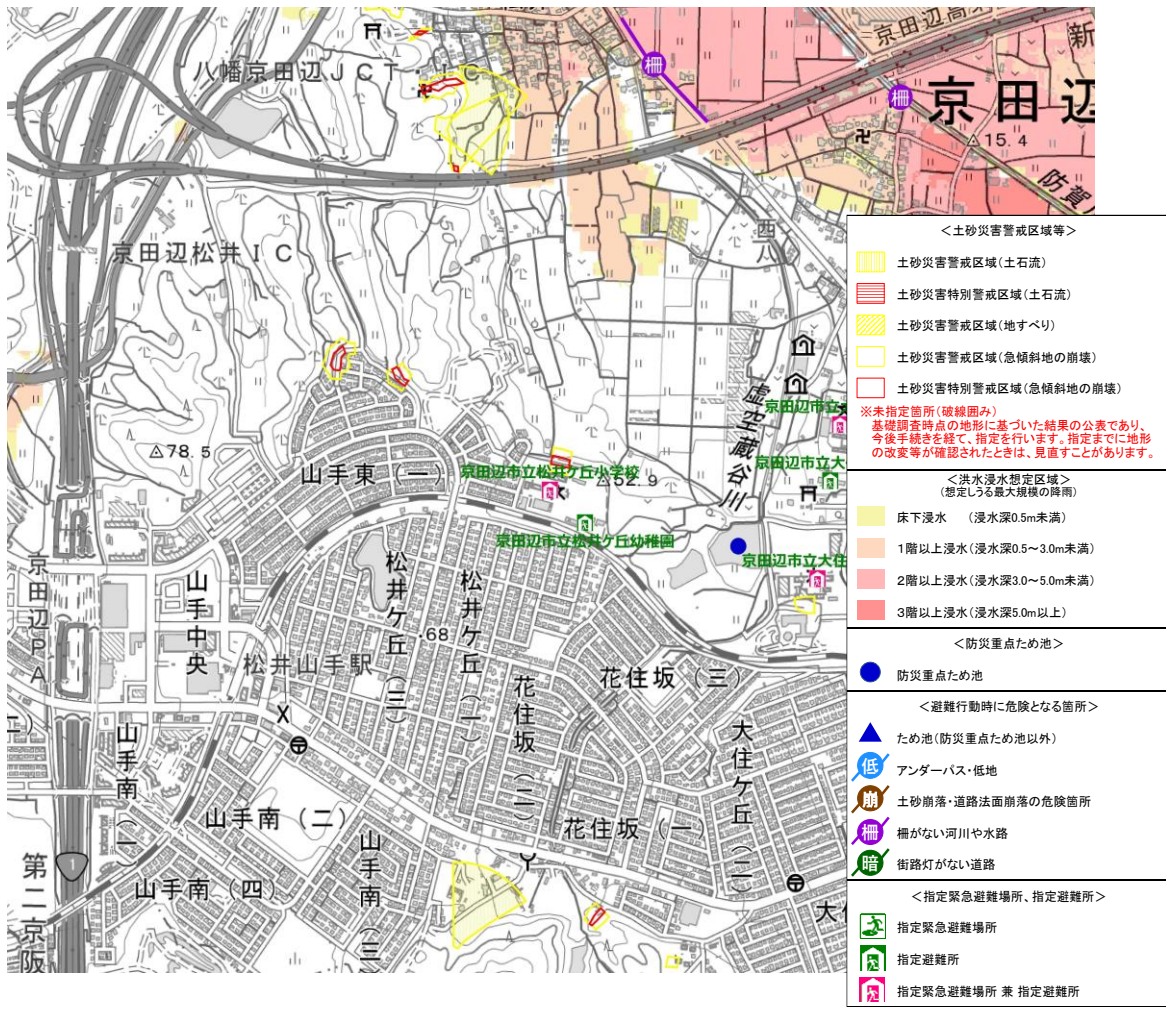 八幡京田辺JCT・IC
京田辺高
新
柵
柵
京田辺
15.4
防賀
京田辺松井IC
西八
虚空蔵谷川
京田辺市立
78.5
山手東(一)
京田辺市立松井ケ丘小学校
52.9
京田辺市立大
京田辺市立松井ケ丘幼稚園
京田辺市立大住
京田辺PA
山手中央
松井ケ丘(三)
松井ケ丘(一)
68
松井山手駅
花住坂(二)
花住坂(三)
大住ケ丘(二)
山手南(一)
山手南(二)
花住坂(一)
山手南(三)
山手南(四)
第二京阪
1
大住
<土砂災害警戒区域等>
土砂災害警戒区域(土石流)
土砂災害特別警戒区域(土石流)
土砂災害警戒区域(地すべり)
土砂災害警戒区域(急傾斜地の崩壊)
土砂災害特別警戒区域(急傾斜地の崩壊)
※未指定箇所(破線囲み)
基礎調査時点の地形に基づいた結果の公表であり、
今後手続きを経て、指定を行います。指定までに地形
の改変等が確認されたときは、見直すことがあります。
<洪水浸水想定区域>
(想定しうる最大規模の降雨)
床下浸水 (浸水深0.5m未満)
1階以上浸水(浸水深0.5~3.0m未満)
2階以上浸水(浸水深3.0~5.0m未満)
3階以上浸水(浸水深5.0m以上)
<防災重点ため池>
防災重点ため池
<避難行動時に危険となる箇所>
ため池(防災重点ため池以外)
低 アンダーパス・低地
崩 土砂崩落・道路法面崩落の危険箇所
柵 柵がない河川や水路
暗 街路灯がない道路
<指定緊急避難場所、指定避難所>
指定緊急避難場所
指定避難所
指定緊急避難場所 兼 指定避難所